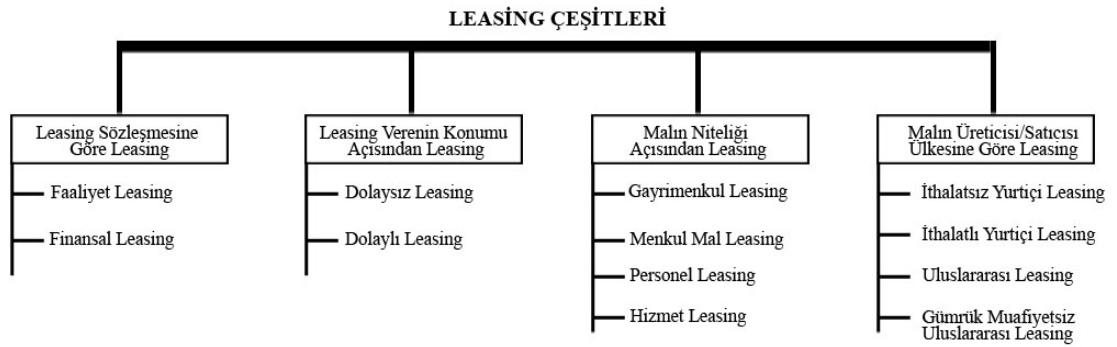 LEASİNG ÇEŞİTLERİ
Leasing Sözleşmesine
Göre Leasing
Faaliyet Leasing
Finansal Leasing
Leasing Verenin Konumu
Açısından Leasing
Dolaysız Leasing
Dolaylı Leasing
Malın Niteliği
Açısından Leasing
Gayrimenkul Leasing
Menkul Mal Leasing
Personel Leasing
Hizmet Leasing
Malın Üreticisi/Satıcısı
Ülkesine Göre Leasing
İthalatsız Yurtiçi Leasing
İthalatlı Yurtiçi Leasing
Uluslararası Leasing
Gümrük Muafiyetsiz
Uluslararası Leasing